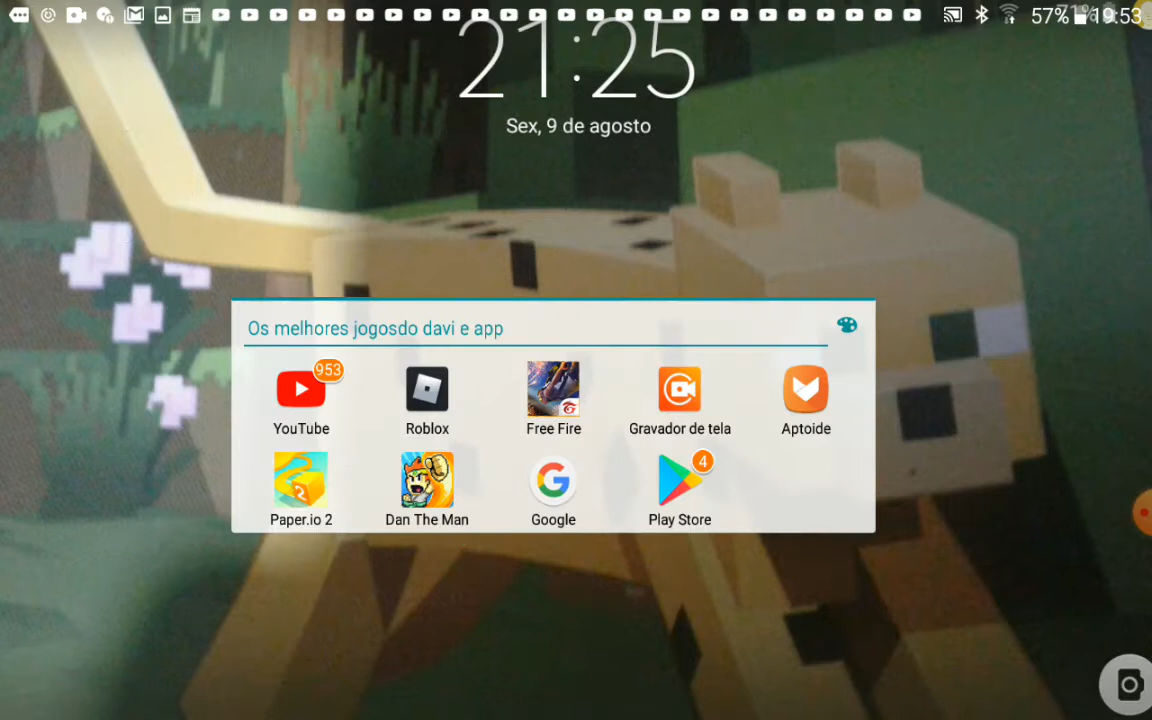 57% 19:53
21:25
Sex, 9 de agosto
Os melhores jogosdo davi e app
953
YouTube
Roblox
Free Fire
Gravador de tela
Aptoide
2
4
Paper.io 2
Dan The Man
Google
Play Store